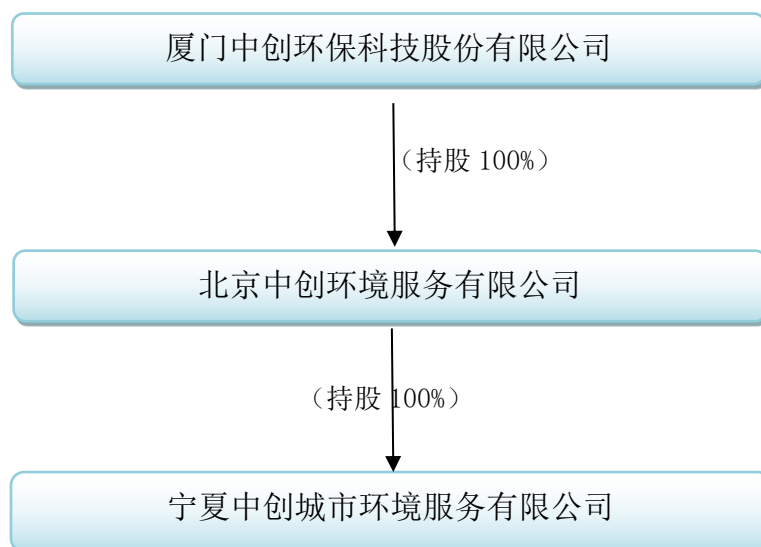 厦门中创环保科技股份有限公司
（持股 100%）
北京中创环境服务有限公司
（持股 100%）
宁夏中创城市环境服务有限公司